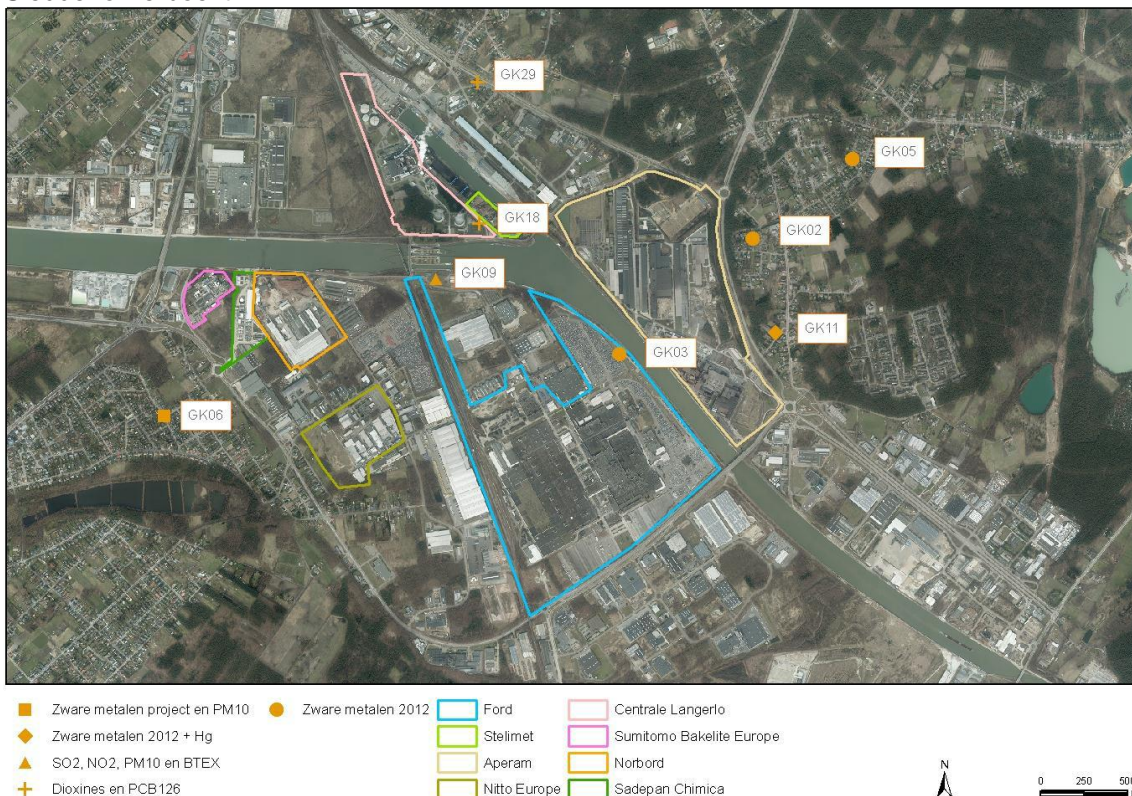 GK29
GK05
GK18
GK02
GK09
GK11
GK03
GK06
Zware metalen project en PM10
Zware metalen 2012 + Hg
SO2, NO2, PM10 en BTEX
Dioxines en PCB126
Zware metalen 2012
Ford
Stelimet
Aperam
Nitto Europe
Centrale Langerlo
Sumitomo Bakelite Europe
Norbord
Sadepan Chimica
N
0 250 500